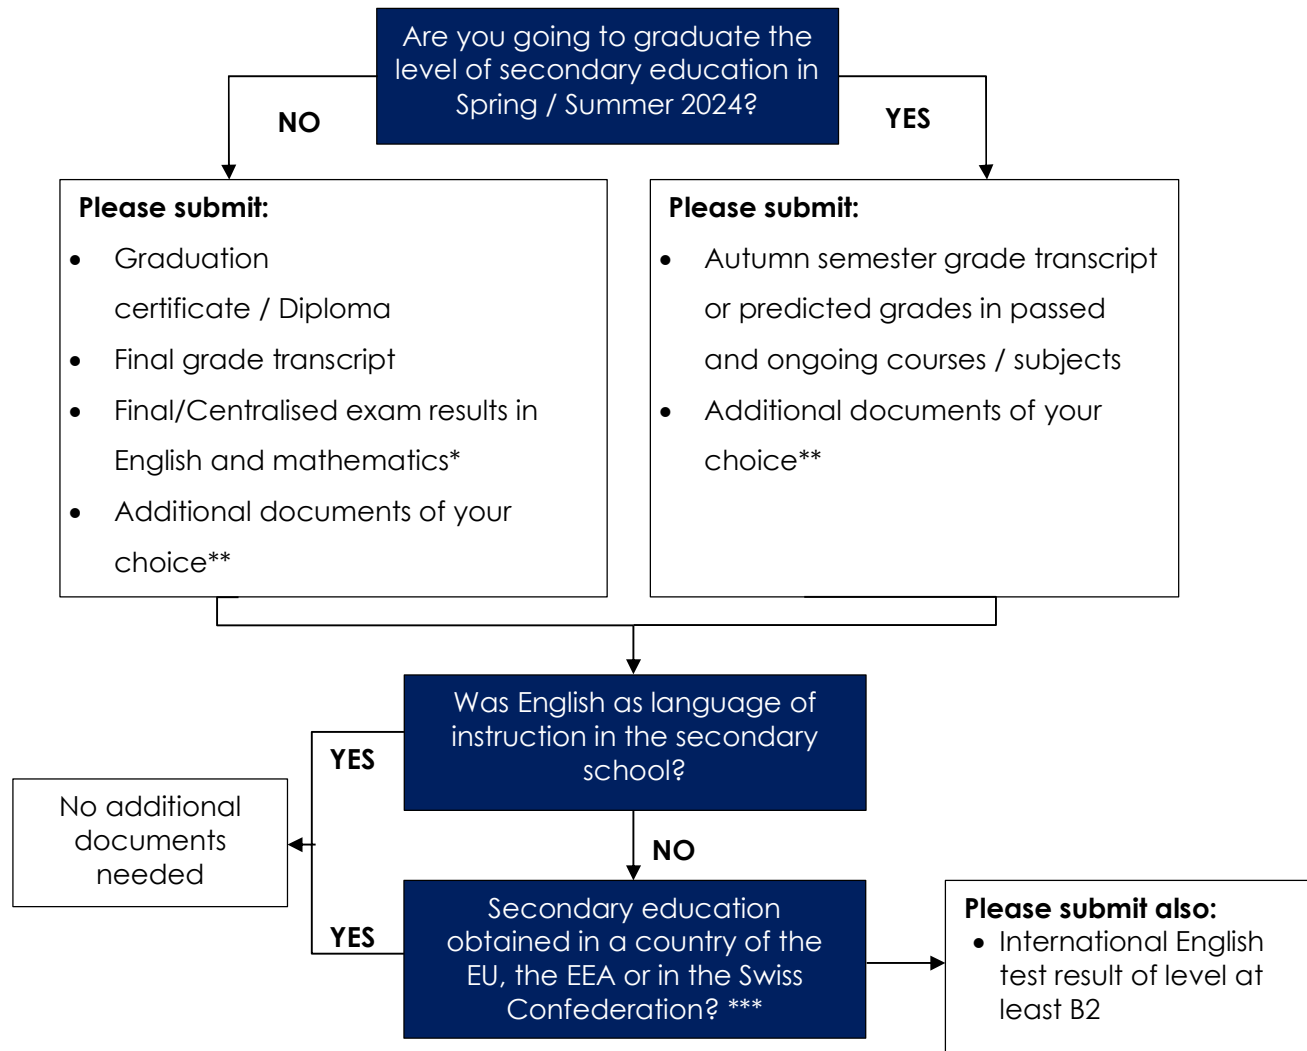 Are you going to graduate the
level of secondary education in
Spring / Summer 2024?
NO
YES
Please submit:
• Graduation
certificate / Diploma
• Final grade transcript
• Final/Centralised exam results in
English and mathematics*
• Additional documents of your
choice**
Please submit:
• Autumn semester grade transcript
or predicted grades in passed
and ongoing courses / subjects
• Additional documents of your
choice**
Was English as language of
instruction in the secondary
school?
YES
No additional
documents
needed
NO
Secondary education
obtained in a country of the
EU, the EEA or in the Swiss
Confederation? ***
YES
Please submit also:
• International English
test result of level at
least B2